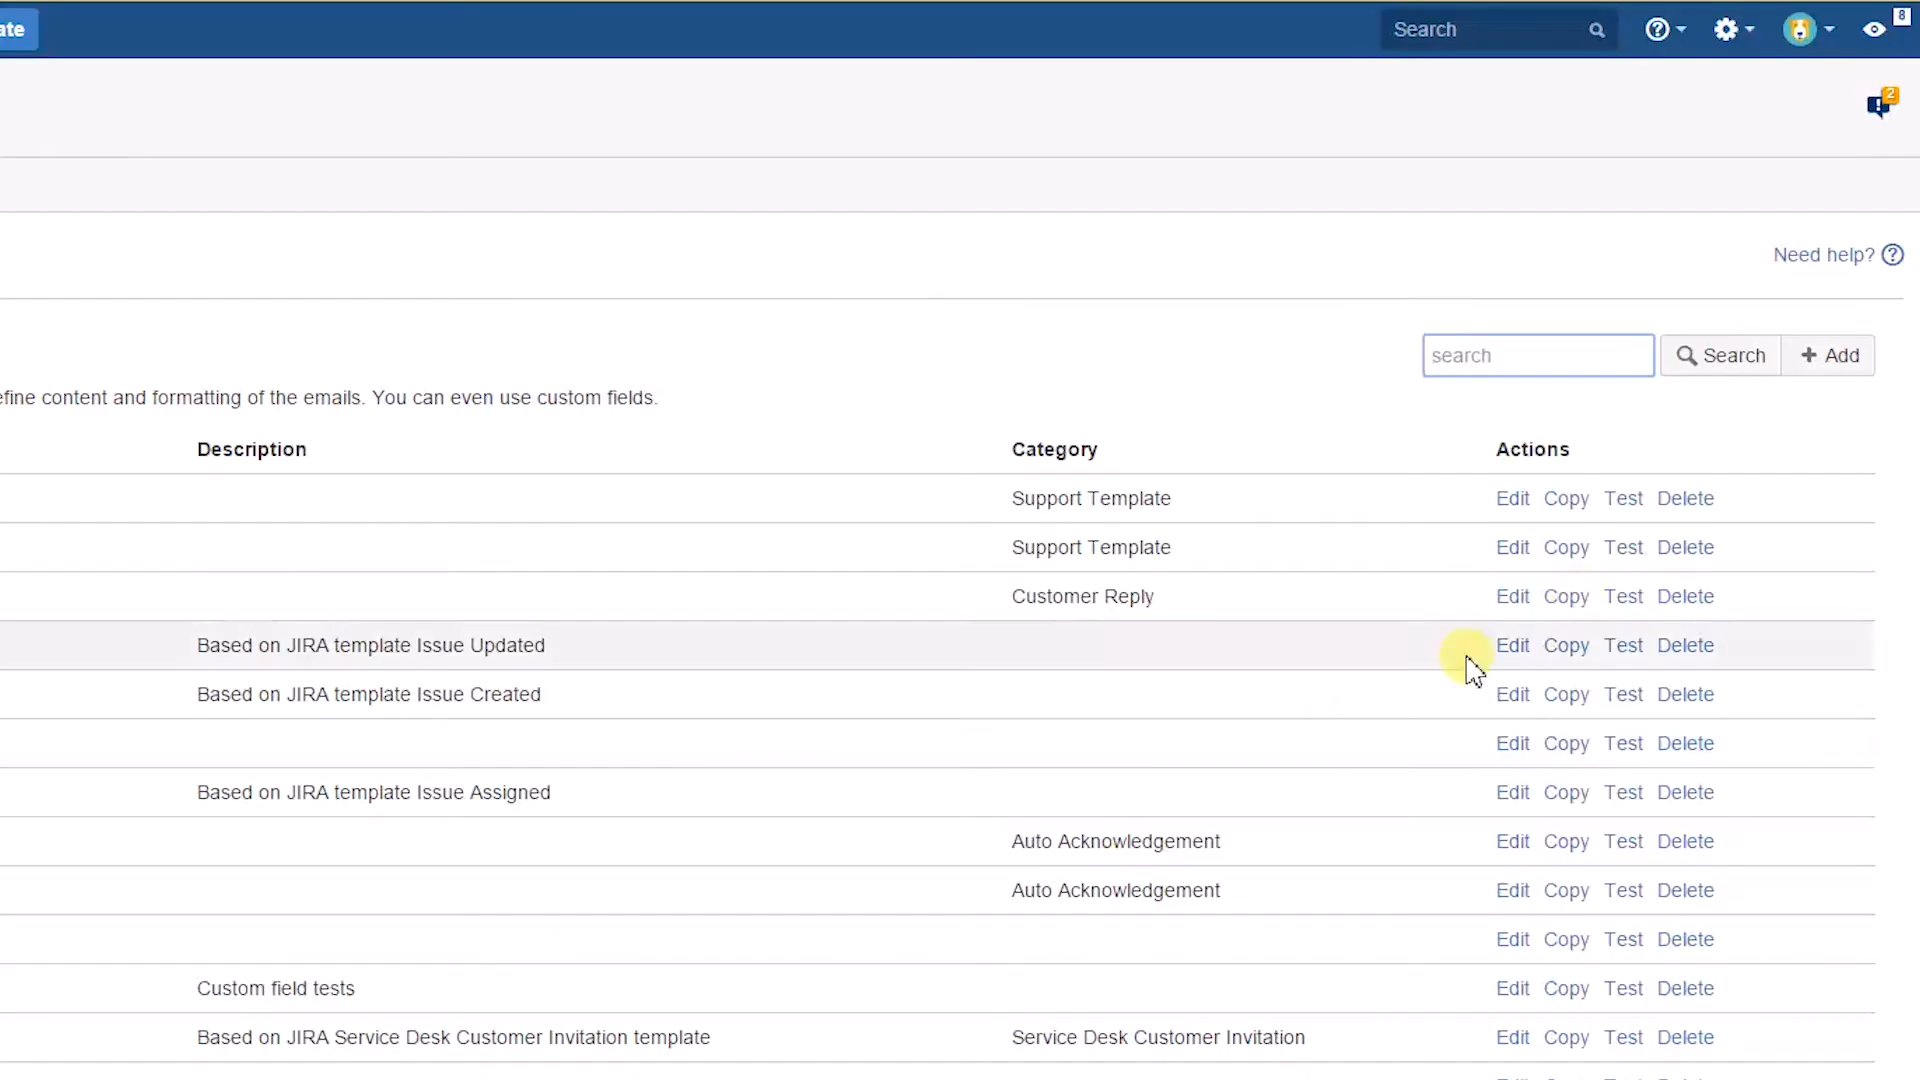 ate
Search
8
2
Need help?
search
Search
Add
efine content and formatting of the emails. You can even use custom fields.
Description Category Actions
Support Template Edit Copy Test Delete
Support Template Edit Copy Test Delete
Customer Reply Edit Copy Test Delete
Based on JIRA template Issue Updated Edit Copy Test Delete
Based on JIRA template Issue Created Edit Copy Test Delete
Edit Copy Test Delete
Based on JIRA template Issue Assigned Edit Copy Test Delete
Auto Acknowledgement Edit Copy Test Delete
Auto Acknowledgement Edit Copy Test Delete
Edit Copy Test Delete
Custom field tests Edit Copy Test Delete
Based on JIRA Service Desk Customer Invitation template Service Desk Customer Invitation Edit Copy Test Delete